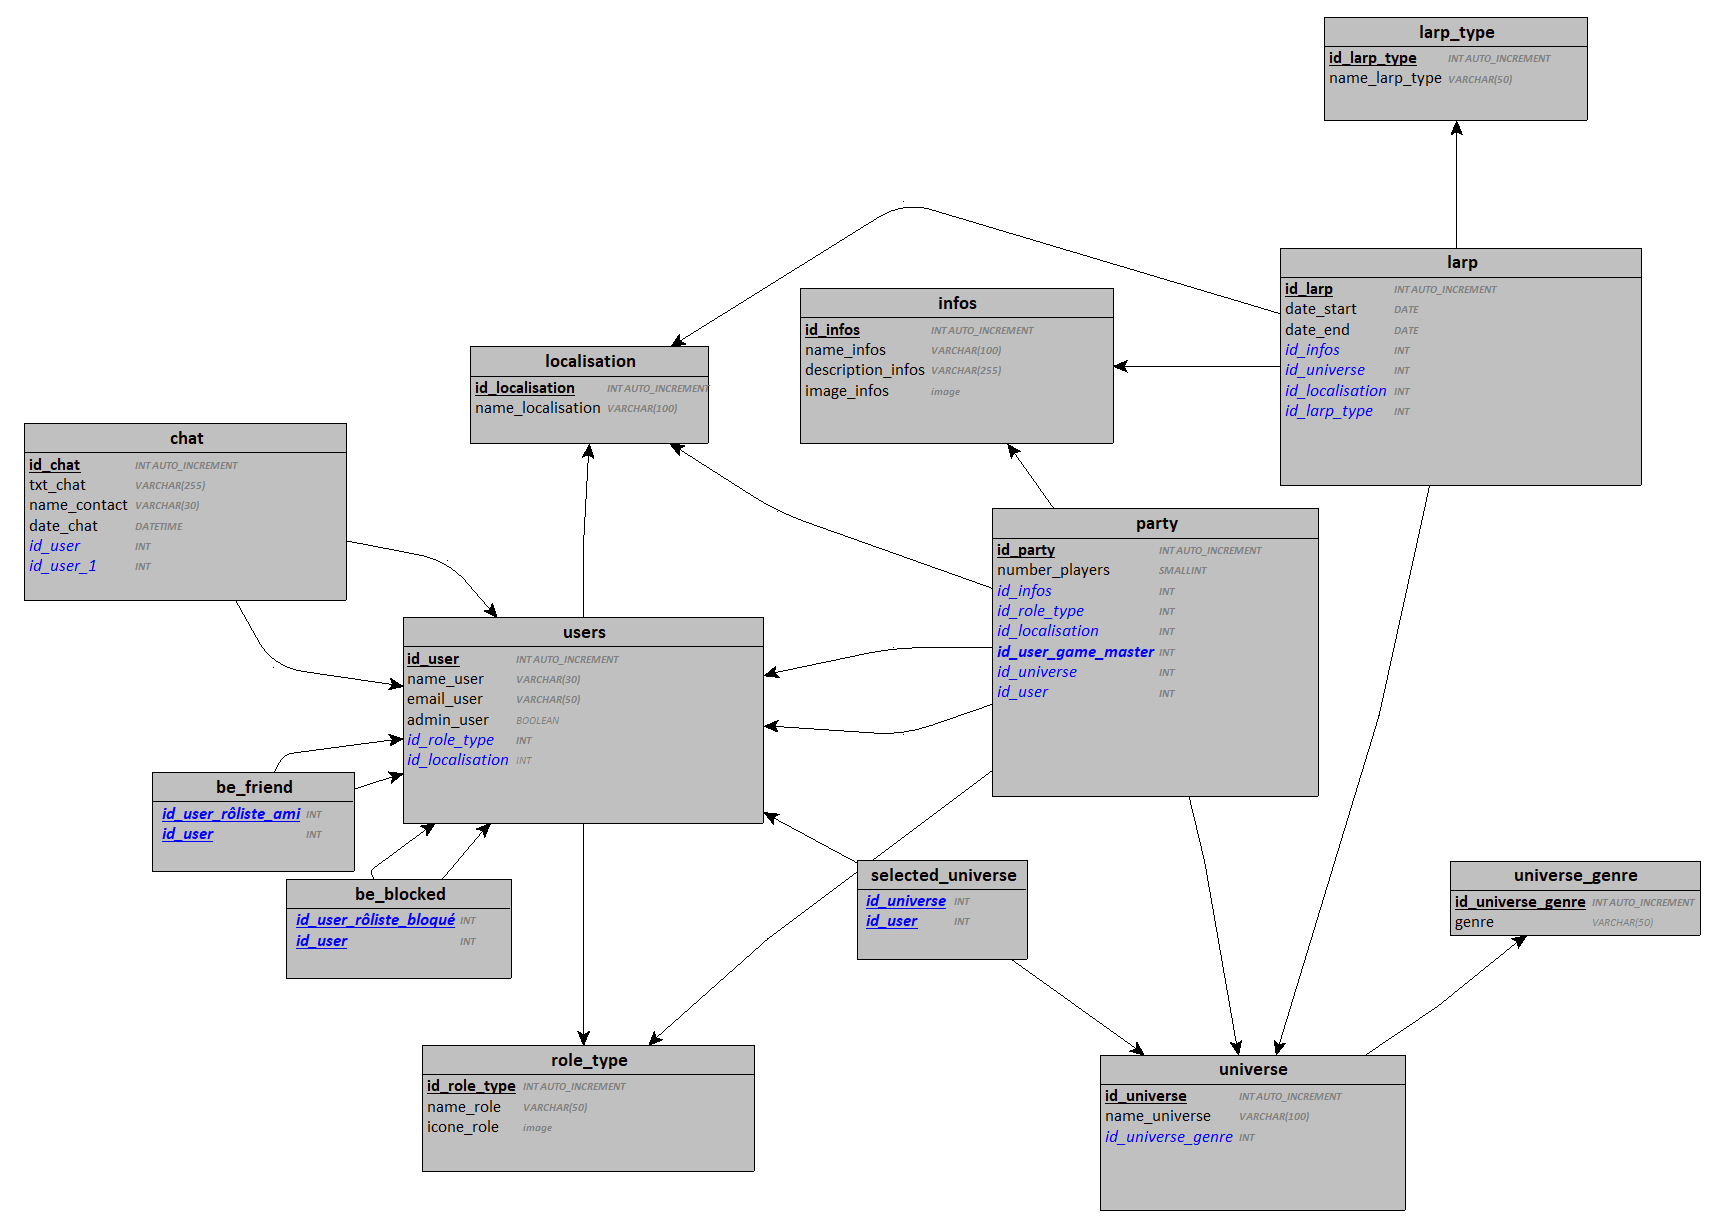 larp_type
id_larp_type INT AUTO_INCREMENT
name_larp_type VARCHAR(50)
larp
id_larp INT AUTO_INCREMENT
date_start DATE
date_end DATE
id_infos INT
id_universe INT
id_localisation INT
id_larp_type INT
infos
id_infos INT AUTO_INCREMENT
name_infos VARCHAR(100)
description_infos VARCHAR(255)
image_infos image
localisation
id_localisation INT AUTO_INCREMENT
name_localisation VARCHAR(100)
chat
id_chat INT AUTO_INCREMENT
txt_chat VARCHAR(255)
name_contact VARCHAR(30)
date_chat DATETIME
id_user INT
id_user_1 INT
party
id_party INT AUTO_INCREMENT
number_players SMALLINT
id_infos INT
id_role_type INT
id_localisation INT
id_user_game_master INT
id_universe INT
id_user INT
users
id_user INT AUTO_INCREMENT
name_user VARCHAR(30)
email_user VARCHAR(50)
admin_user BOOLEAN
id_role_type INT
id_localisation INT
be_friend
id_user_rôliste_ami INT
id_user INT
be_blocked
id_user_rôliste_bloqué INT
id_user INT
selected_universe
id_universe INT
id_user INT
universe_genre
id_universe_genre INT AUTO_INCREMENT
genre VARCHAR(50)
role_type
id_role_type INT AUTO_INCREMENT
name_role VARCHAR(50)
icone_role image
universe
id_universe INT AUTO_INCREMENT
name_universe VARCHAR(100)
id_universe_genre INT